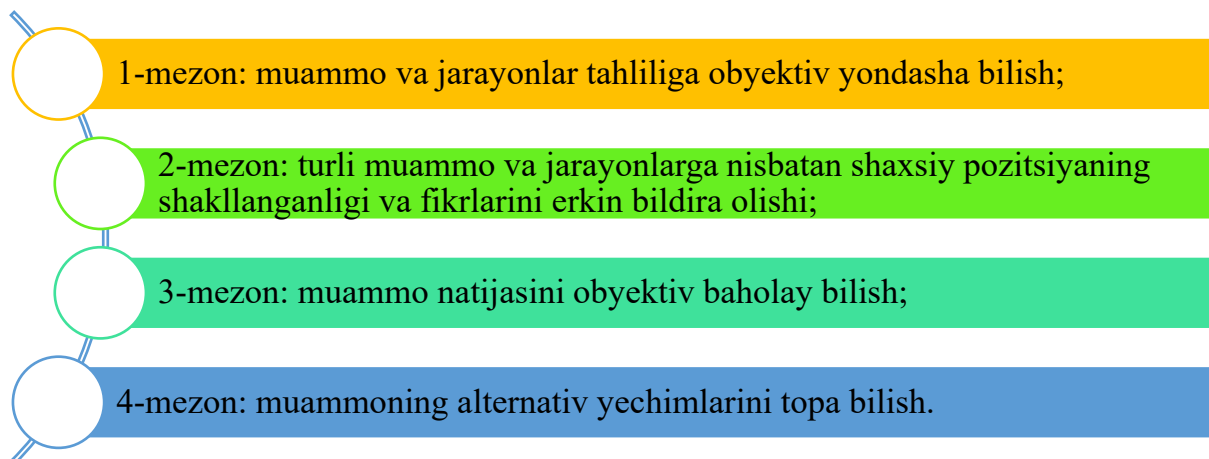 1-mezon: muammo va jarayonlar tahliliga obyektiv yondasha bilish;
2-mezon: turli muammo va jarayonlarga nisbatan shaxsiy pozitsiyaning
shakllanganligi va fikrlarini erkin bildira olishi;
3-mezon: muammo natijasini obyektiv baholay bilish;
4-mezon: muammoning alternativ yechimlarini topa bilish.